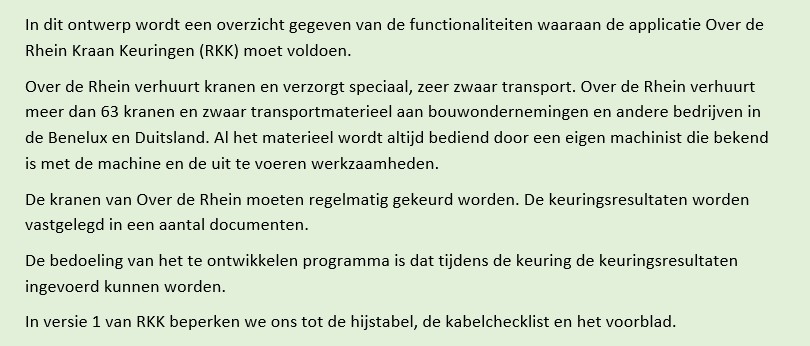 In dit ontwerp wordt een overzicht gegeven van de functionaliteiten waaraan de applicatie Over de
Rhein Kraan Keuringen (RKK) moet voldoen.
Over de Rhein verhuurt kranen en verzorgt speciaal, zeer zwaar transport. Over de Rhein verhuurt
meer dan 63 kranen en zwaar transportmaterieel aan bouwondernemingen en andere bedrijven in
de Benelux en Duitsland. Al het materieel wordt altijd bediend door een eigen machinist die bekend
is met de machine en de uit te voeren werkzaamheden.
De kranen van Over de Rhein moeten regelmatig gekeurd worden. De keuringsresultaten worden
vastgelegd in een aantal documenten.
De bedoeling van het te ontwikkelen programma is dat tijdens de keuring de keuringsresultaten
ingevoerd kunnen worden.
In versie 1 van RKK beperken we ons tot de hijstabel, de kabelchecklist en het voorblad.